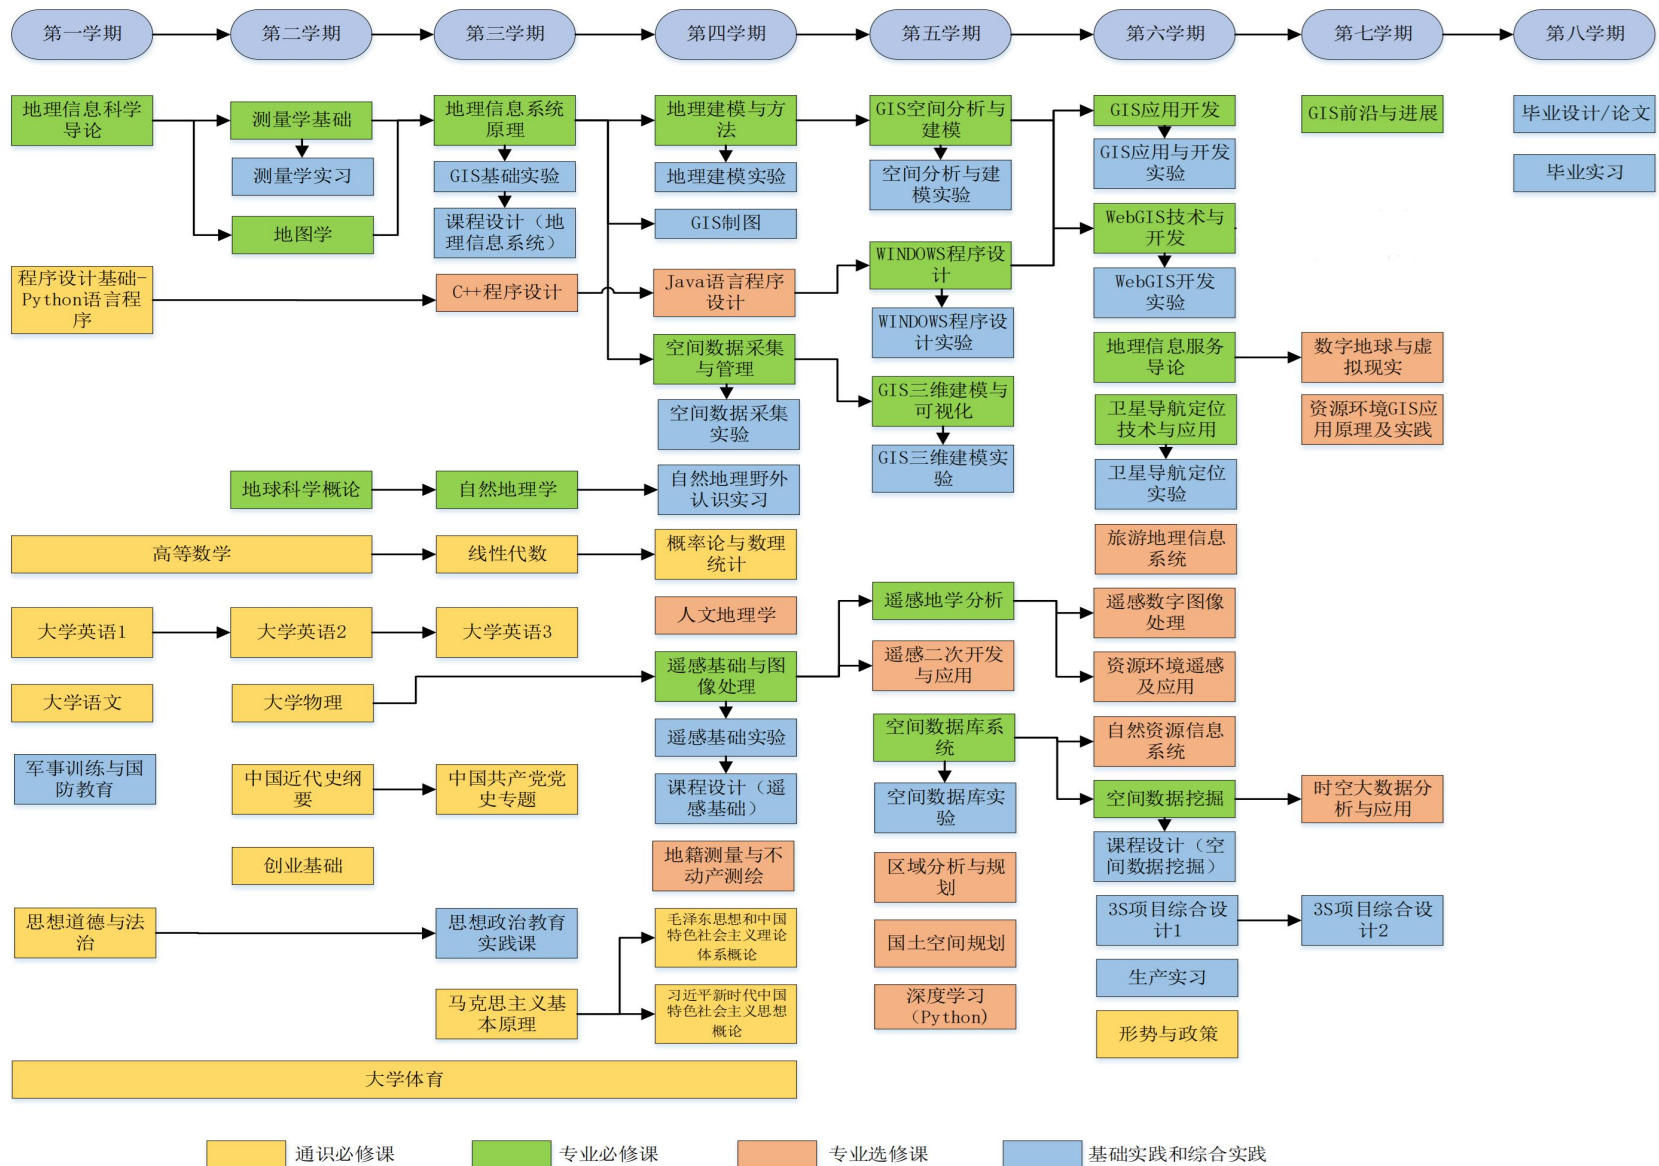 第一学期
第二学期
第三学期
第四学期
第五学期
第六学期
第七学期
第八学期
地理信息科学
导论
测量学基础
地理信息系统
原理
地理建模与方
法
GIS空间分析与
建模
GIS应用开发
GIS前沿与进展
毕业设计/论文
测量学实习
GIS基础实验
地理建模实验
空间分析与建
模实验
GIS应用与开发
实验
毕业实习
地图学
课程设计（地
理信息系统）
GIS制图
WINDOWS程序设
计
WebGIS技术与
开发
程序设计基础-
Python语言程
序
C++程序设计
Java语言程序
设计
WINDOWS程序设
计实验
WebGIS开发
实验
空间数据采集
与管理
地理信息服务
导论
数字地球与虚
拟现实
空间数据采集
实验
GIS三维建模与
可视化
卫星导航定位
技术与应用
资源环境GIS应
用原理及实践
地球科学概论
自然地理学
自然地理野外
认识实习
GIS三维建模实
验
卫星导航定位
实验
高等数学
线性代数
概率论与数理
统计
旅游地理信息
系统
大学英语1
大学英语2
大学英语3
人文地理学
遥感地学分析
遥感数字图像
处理
大学语文
大学物理
遥感基础与图
像处理
遥感二次开发
与应用
资源环境遥感
及应用
遥感基础实验
空间数据库系
统
自然资源信息
系统
军事训练与国
防教育
中国近代史纲
要
中国共产党党
史专题
课程设计（遥
感基础）
空间数据库实
验
空间数据挖掘
时空大数据分
析与应用
创业基础
地籍测量与不
动产测绘
区域分析与规
划
课程设计（空
间数据挖掘）
思想道德与法
治
思想政治教育
实践课
毛泽东思想和中国
特色社会主义理论
体系概论
国土空间规划
3S项目综合设
计1
3S项目综合设
计2
马克思主义基
本原理
习近平新时代中国
特色社会主义思想
概论
深度学习
（Python）
生产实习
形势与政策
大学体育
通识必修课
专业必修课
专业选修课
基础实践和综合实践